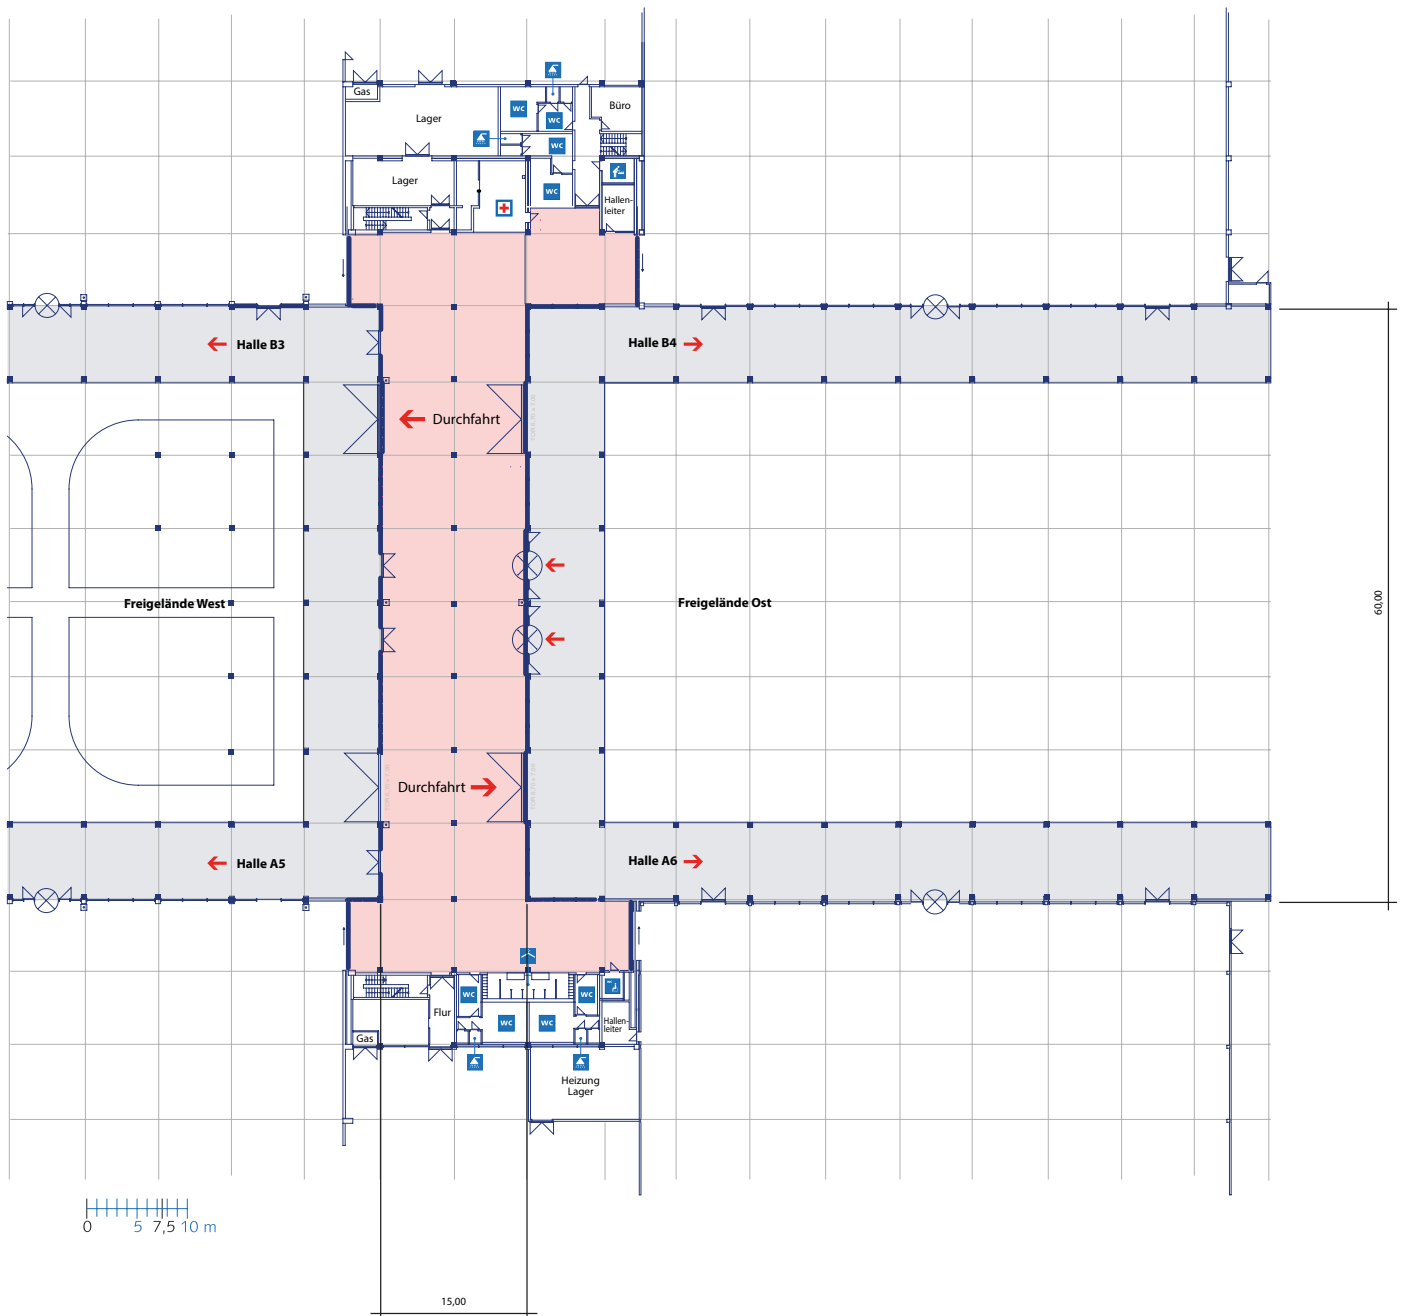 Gas
Lager
WC
WC
WC
Büro
Lager
WC
Hallen-
leiter
Halle B3
Halle B4
Durchfahrt
Freigelände West
Freigelände Ost
60,00
Durchfahrt
Halle A5
Halle A6
WC
WC
Flur
WC
WC
Hallen-
leiter
Gas
Heizung
Lager
0 5 7,5 10 m
15,00